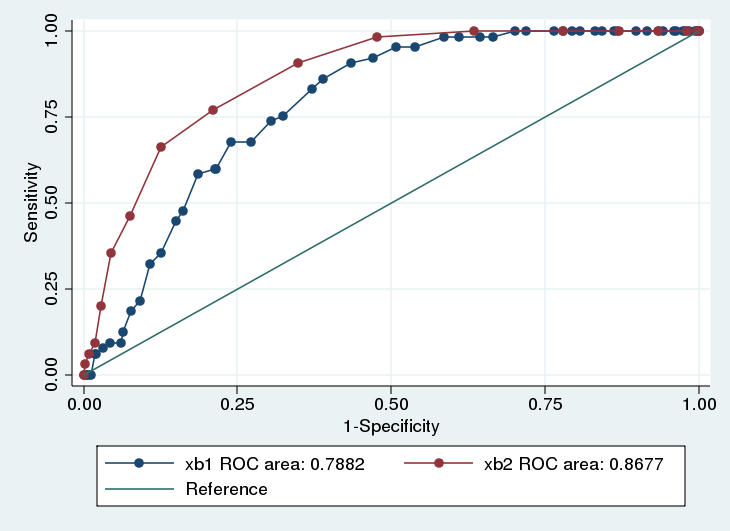 1.00
0.75
0.50
0.25
0.00
Sensitivity
0.00 0.25 0.50 0.75 1.00
1-Specificity
xb1 ROC area: 0.7882 xb2 ROC area: 0.8677
Reference